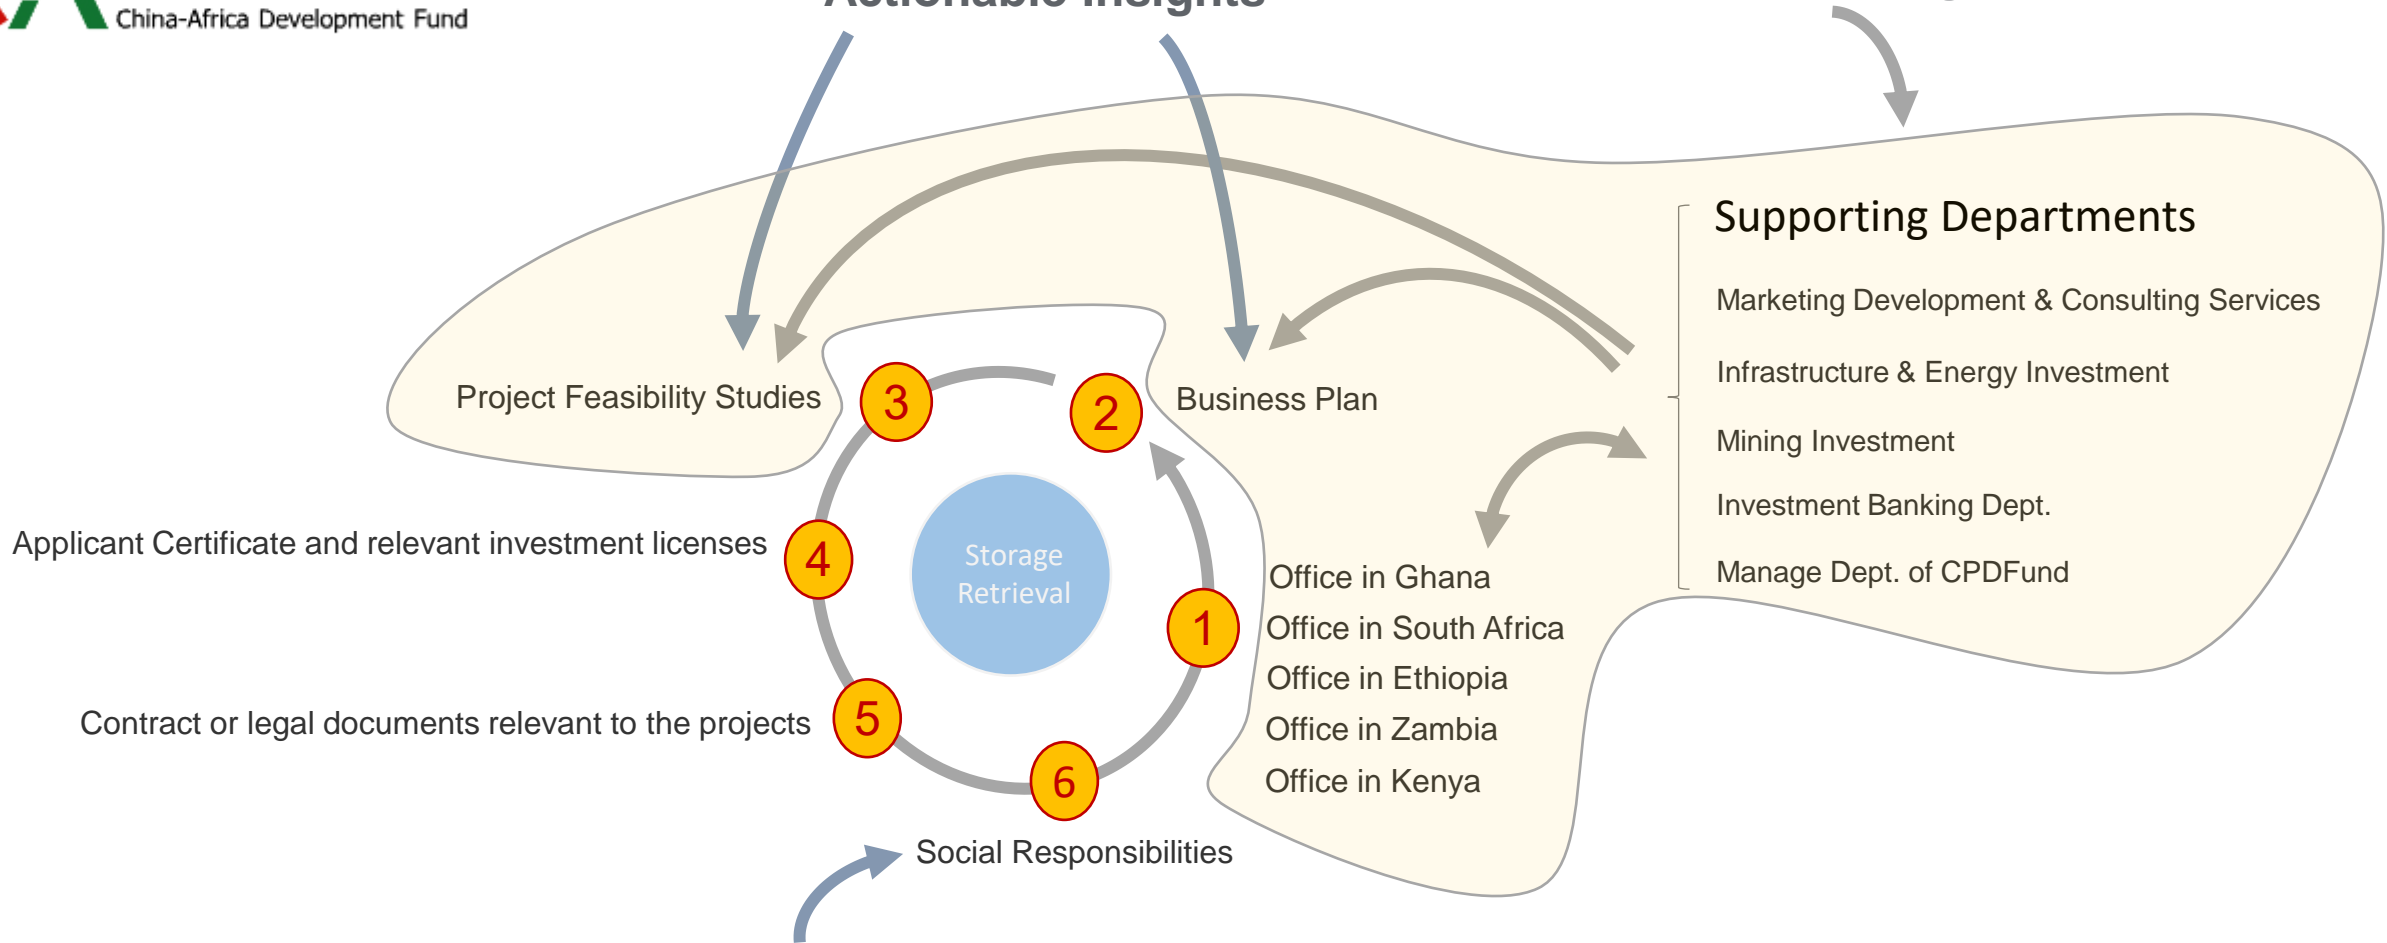 China-Africa Development Fund
Actionable Insights
Supporting Departments
Marketing Development & Consulting Services
Infrastructure & Energy Investment
Mining Investment
Investment Banking Dept.
Manage Dept. of CPDFund
Project Feasibility Studies
3
2
Business Plan
Applicant Certificate and relevant investment licenses
4
Storage
Retrieval
1
Office in Ghana
Office in South Africa
Office in Ethiopia
Office in Zambia
Office in Kenya
Contract or legal documents relevant to the projects
5
6
Social Responsibilities